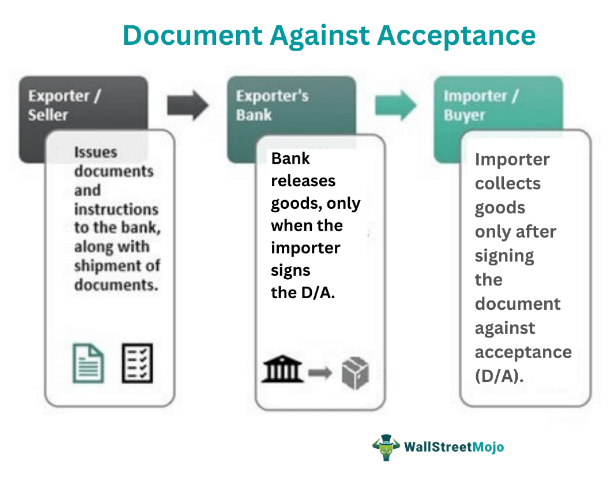 Document Against Acceptance
Exporter /
Seller
Issues
documents
and
instructions
to the bank,
along with
shipment of
documents.
Exporter's
Bank
Bank
releases
goods, only
when the
importer
signs
the D/A.
Importer /
Buyer
Importer
collects
goods
only after
signing
the
document
against
acceptance
(D/A).
WallStreetMojo